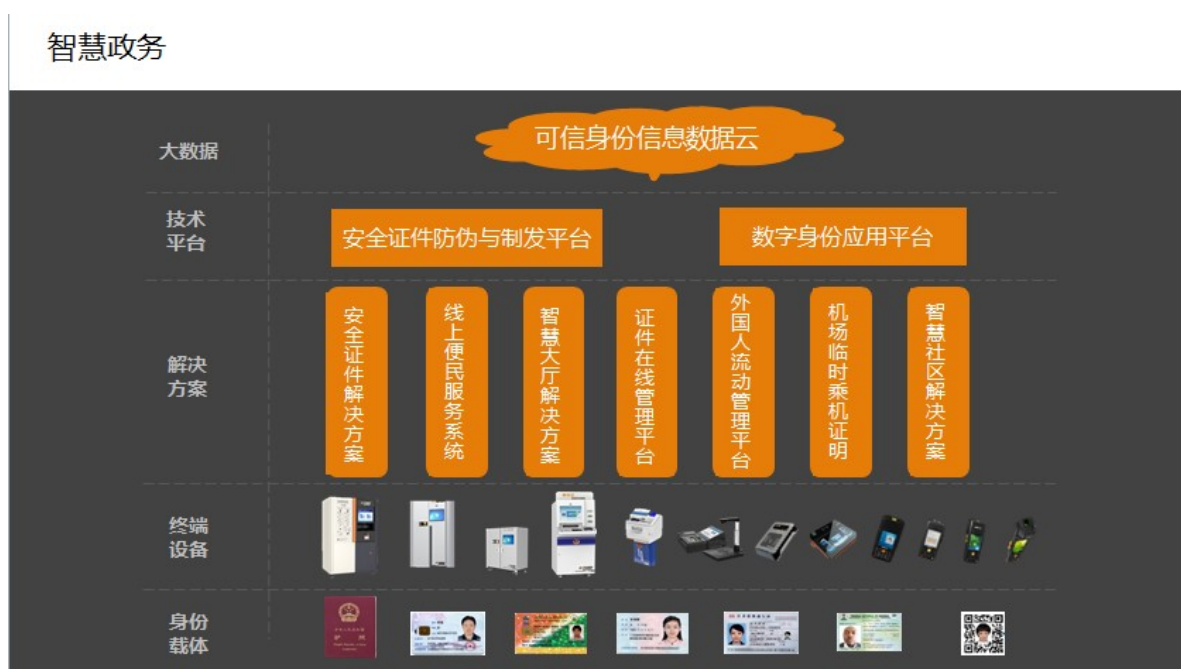 智慧政务
大数据
可信身份信息数据云
技术
平台
安全证件防伪与制发平台
数字身份应用平台
解决
方案
安全证件解决方案
线上便民服务系统
智慧大厅解决方案
证件在线管理平台
外国人流动管理平台
机场临时乘机证明
智慧社区解决方案
终端
设备
身份
载体